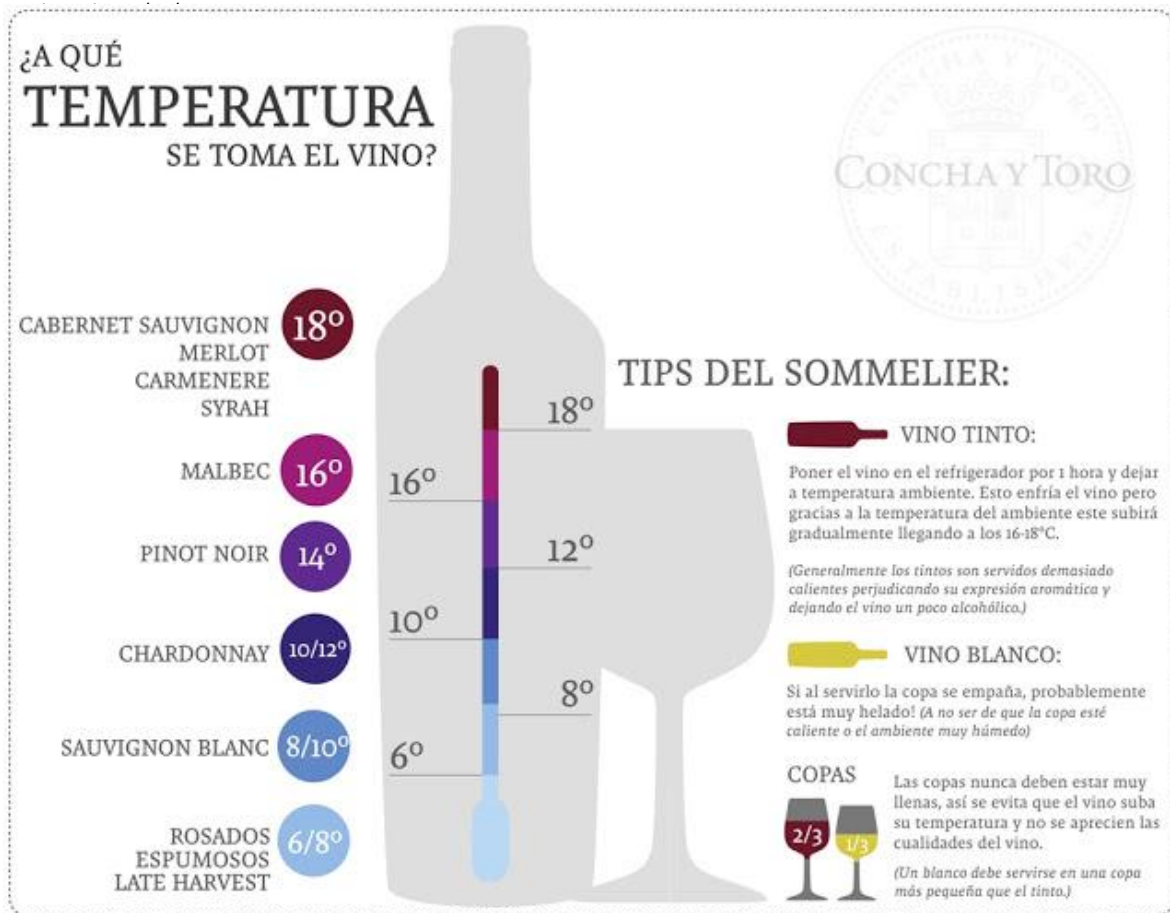 ¿A QUÉ
TEMPERATURA
SE TOMA EL VINO?
CONCHA Y TORO
ESTABLISHED
CONCHA Y TORO
CABERNET SAUVIGNON
MERLOT
CARMENERE
SYRAH
18º
MALBEC
16º
PINOT NOIR
14º
CHARDONNAY
10/12º
SAUVIGNON BLANC
8/10º
ROSADOS
ESPUMOSOS
LATE HARVEST
6/8º
18º
16º
12º
10º
8º
6º
TIPS DEL SOMMELIER:
VINO TINTO:
Poner el vino en el refrigerador por 1 hora y dejar
a temperatura ambiente. Esto enfría el vino pero
gracias a la temperatura del ambiente este subirá
gradualmente llegando a los 16-18°C.
(Generalmente los tintos son servidos demasiado
calientes perjudicando su expresión aromática y
dejando el vino un poco alcohólico.)
VINO BLANCO:
Si al servirlo la copa se empaña, probablemente
está muy helado! (A no ser de que la copa esté
caliente o el ambiente muy húmedo)
COPAS
2/3
1/3
Las copas nunca deben estar muy
llenas, así se evita que el vino suba
su temperatura y no se aprecien las
cualidades del vino.
(Un blanco debe servirse en una copa
más pequeña que el tinto.)